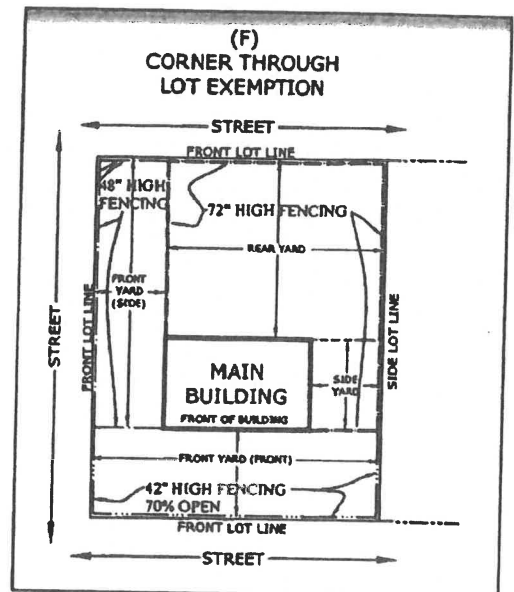 (F)
CORNER THROUGH
LOT EXEMPTION
STREET
FRONT LOT LINE
48" HIGH
FENCING
72" HIGH FENCING
REAR YARD
FRONT
YARD
(SIDE)
STREET
FRONT LOT LINE
SIDE LOT LINE
MAIN
BUILDING
FRONT OF BUILDING
SIDE
YARD
FRONT YARD (FRONT)
42" HIGH FENCING
70% OPEN
FRONT LOT LINE
STREET